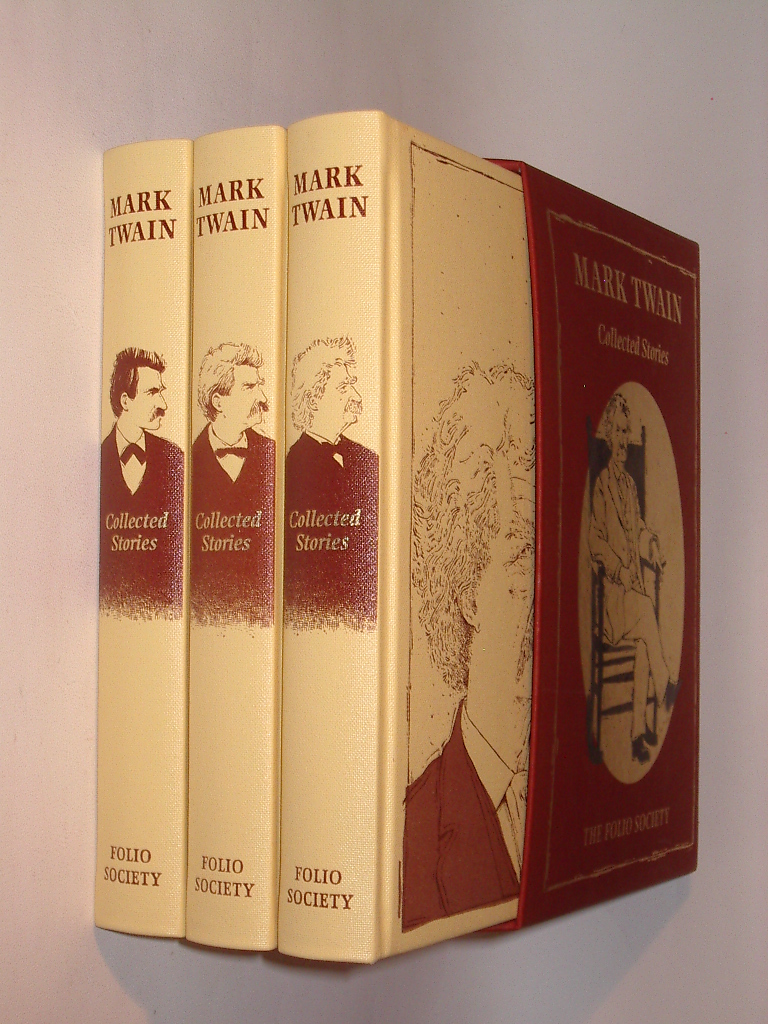 MARK
TWAIN
Collected
Stories
FOLIO
SOCIETY
MARK
TWAIN
Collected
Stories
FOLIO
SOCIETY
MARK
TWAIN
Collected
Stories
FOLIO
SOCIETY
MARK TWAIN
Collected Stories
THE FOLIO SOCIETY